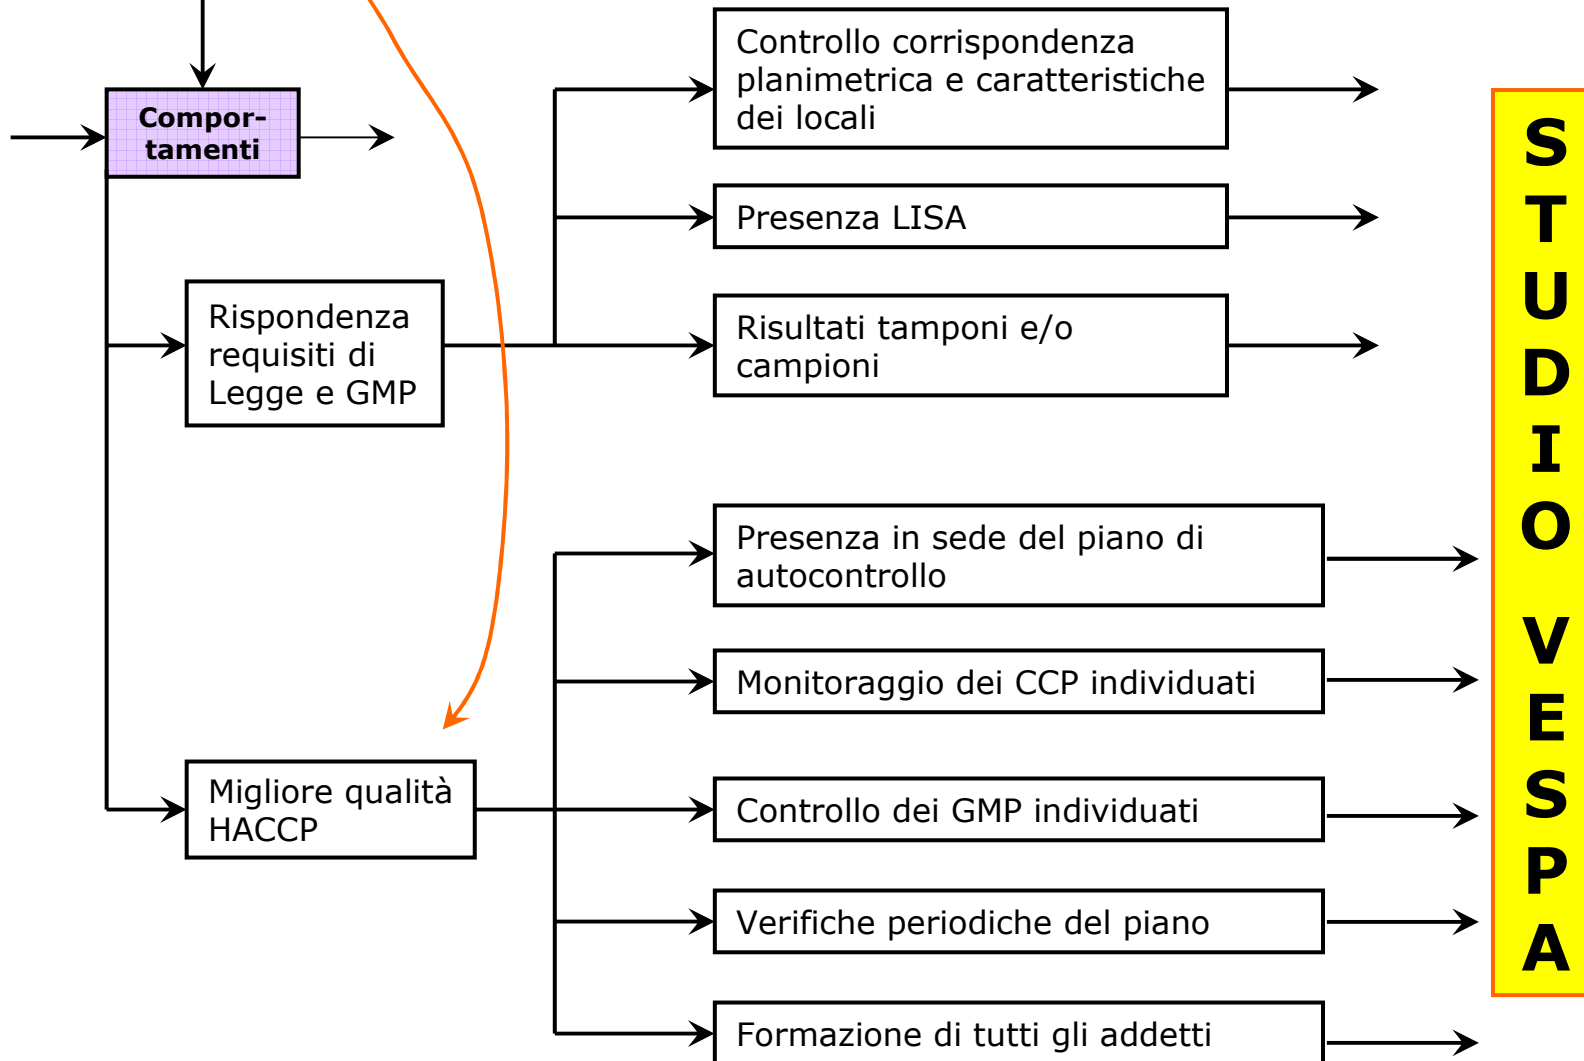 Compor-
tamenti
Rispondenza
requisiti di
Legge e GMP
Controllo corrispondenza
planimetrica e caratteristiche
dei locali
Presenza LISA
Risultati tamponi e/o
campioni
Migliore qualità
HACCP
Presenza in sede del piano di
autocontrollo
Monitoraggio dei CCP individuati
Controllo dei GMP individuati
Verifiche periodiche del piano
Formazione di tutti gli addetti
S
T
U
D
I
O
V
E
S
P
A